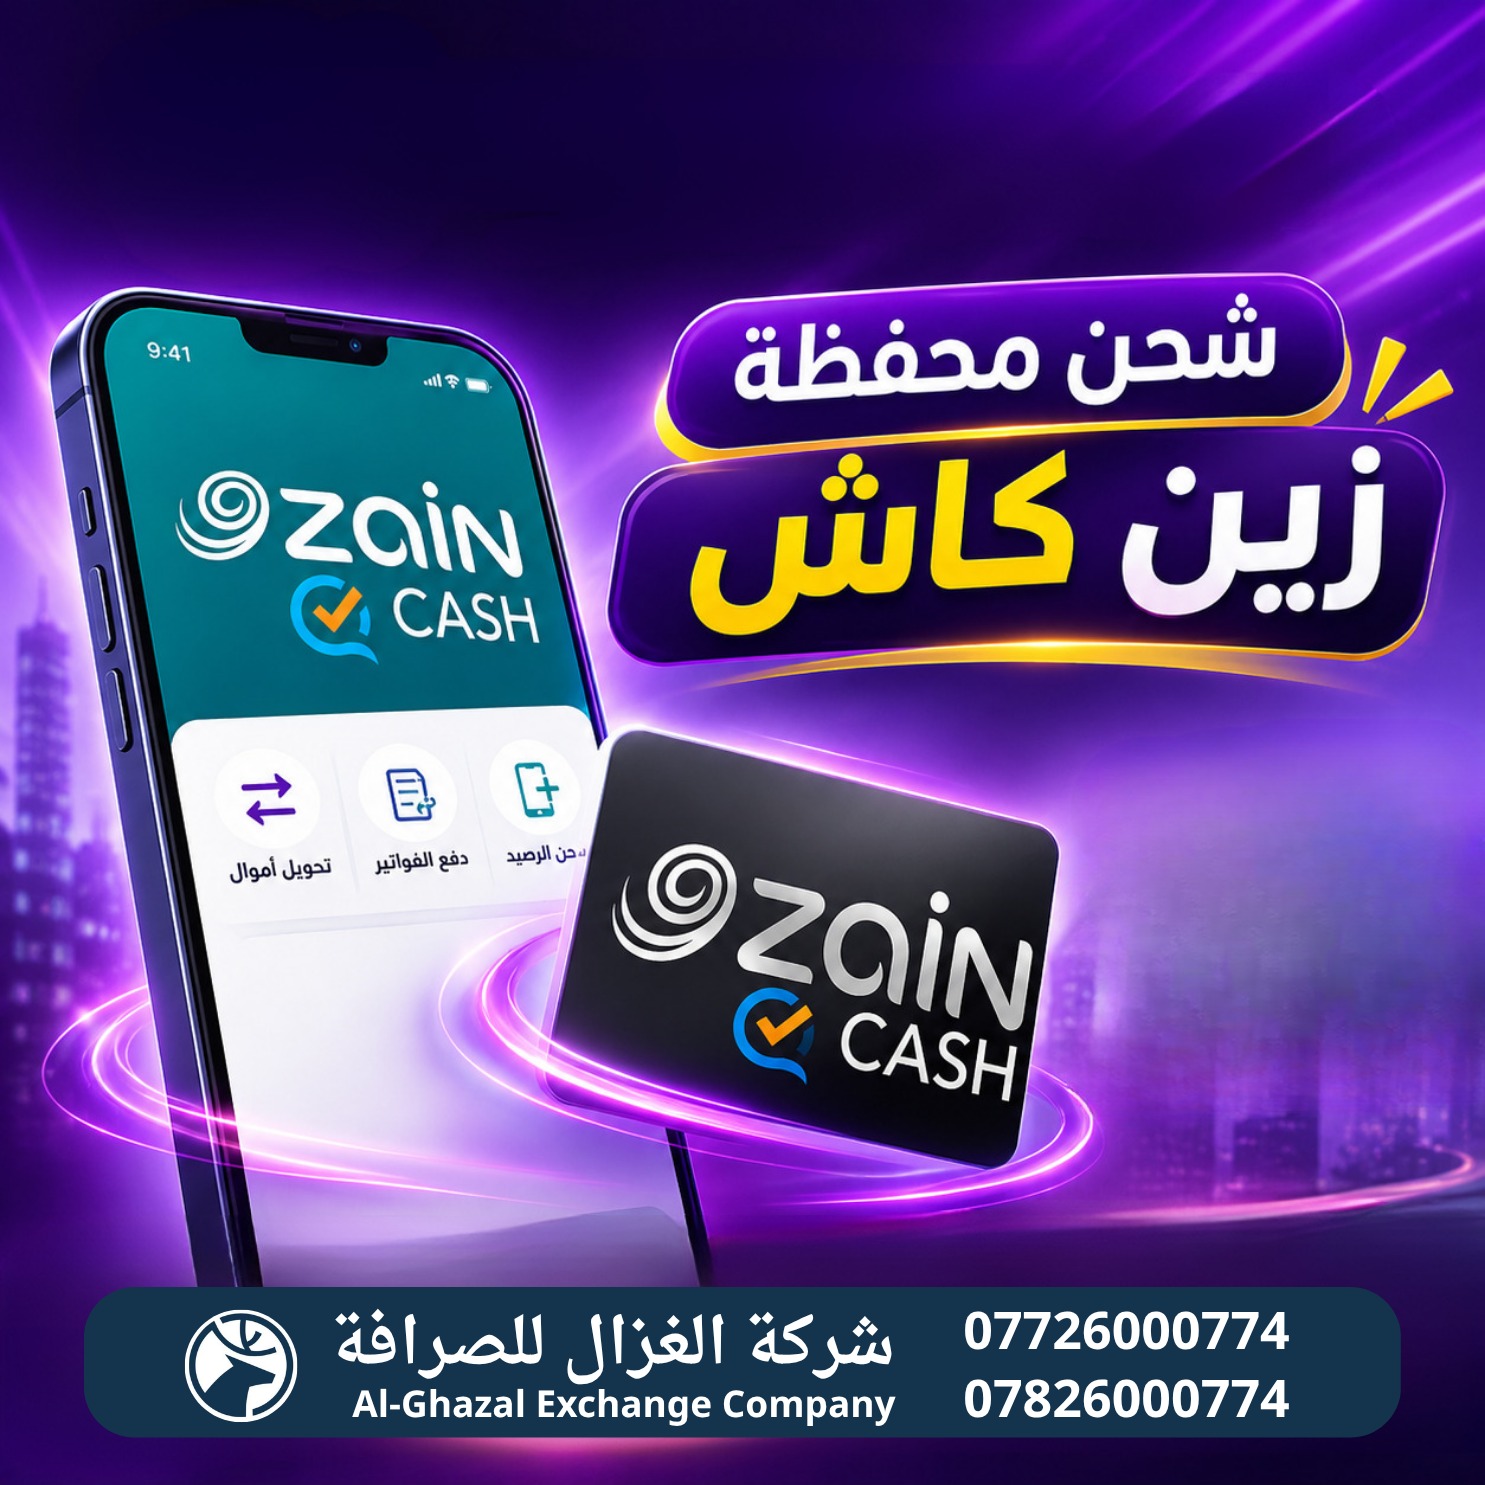 شحن محفظة
زين كاش
9:41
zain
CASH
تحويل أموال
دفع الفواتير
حن الرصيد
zain
CASH
شركة الغزال للصرافة
Al-Ghazal Exchange Company
07726000774
07826000774